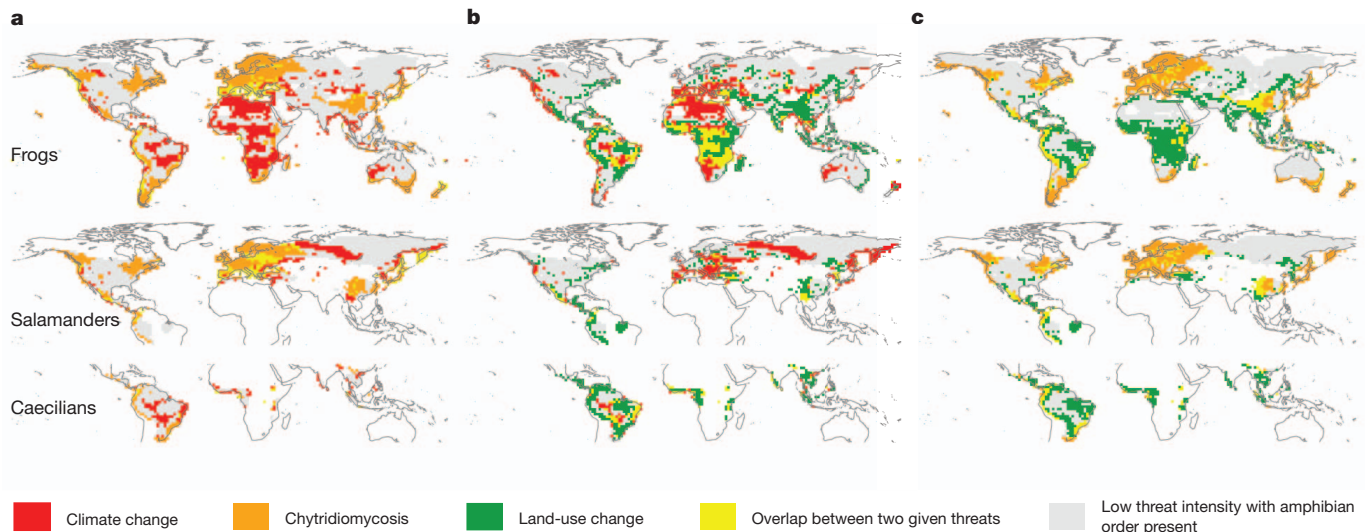 a
b
c
Frogs
Salamanders
Caecilians
Climate change
Chytridiomycosis
Land-use change
Overlap between two given threats
Low threat intensity with amphibian
order present